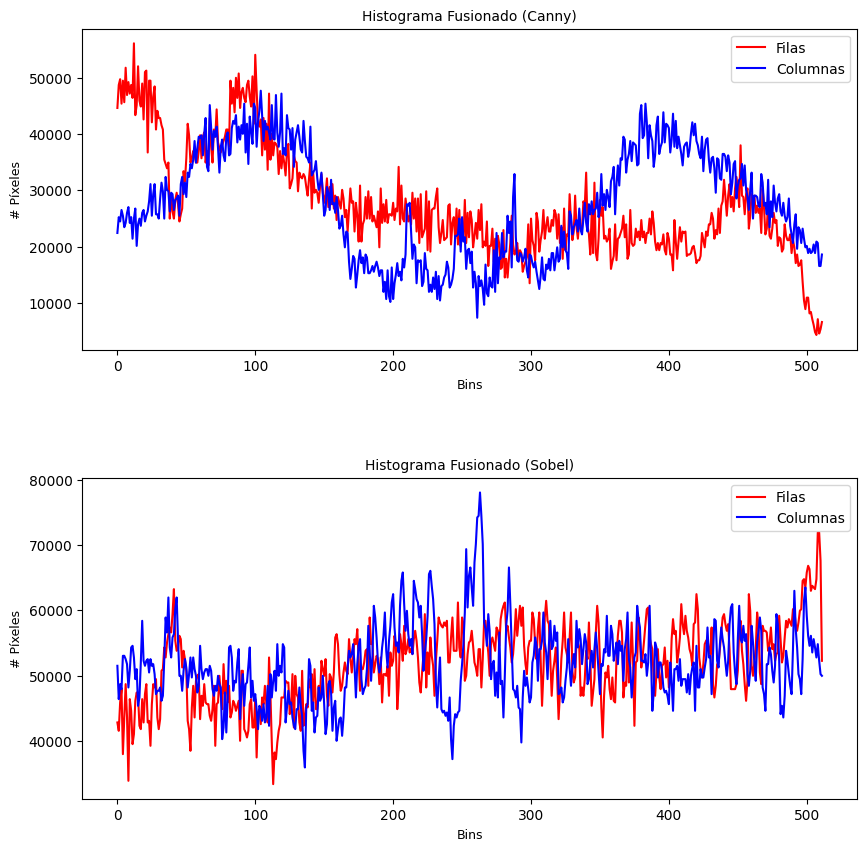 Histograma Fusionado (Canny)
Filas
Columnas
50000
40000
30000
20000
10000
# Píxeles
0 100 200 300 400 500
Bins
Histograma Fusionado (Sobel)
Filas
Columnas
80000
70000
60000
50000
40000
# Píxeles
0 100 200 300 400 500
Bins